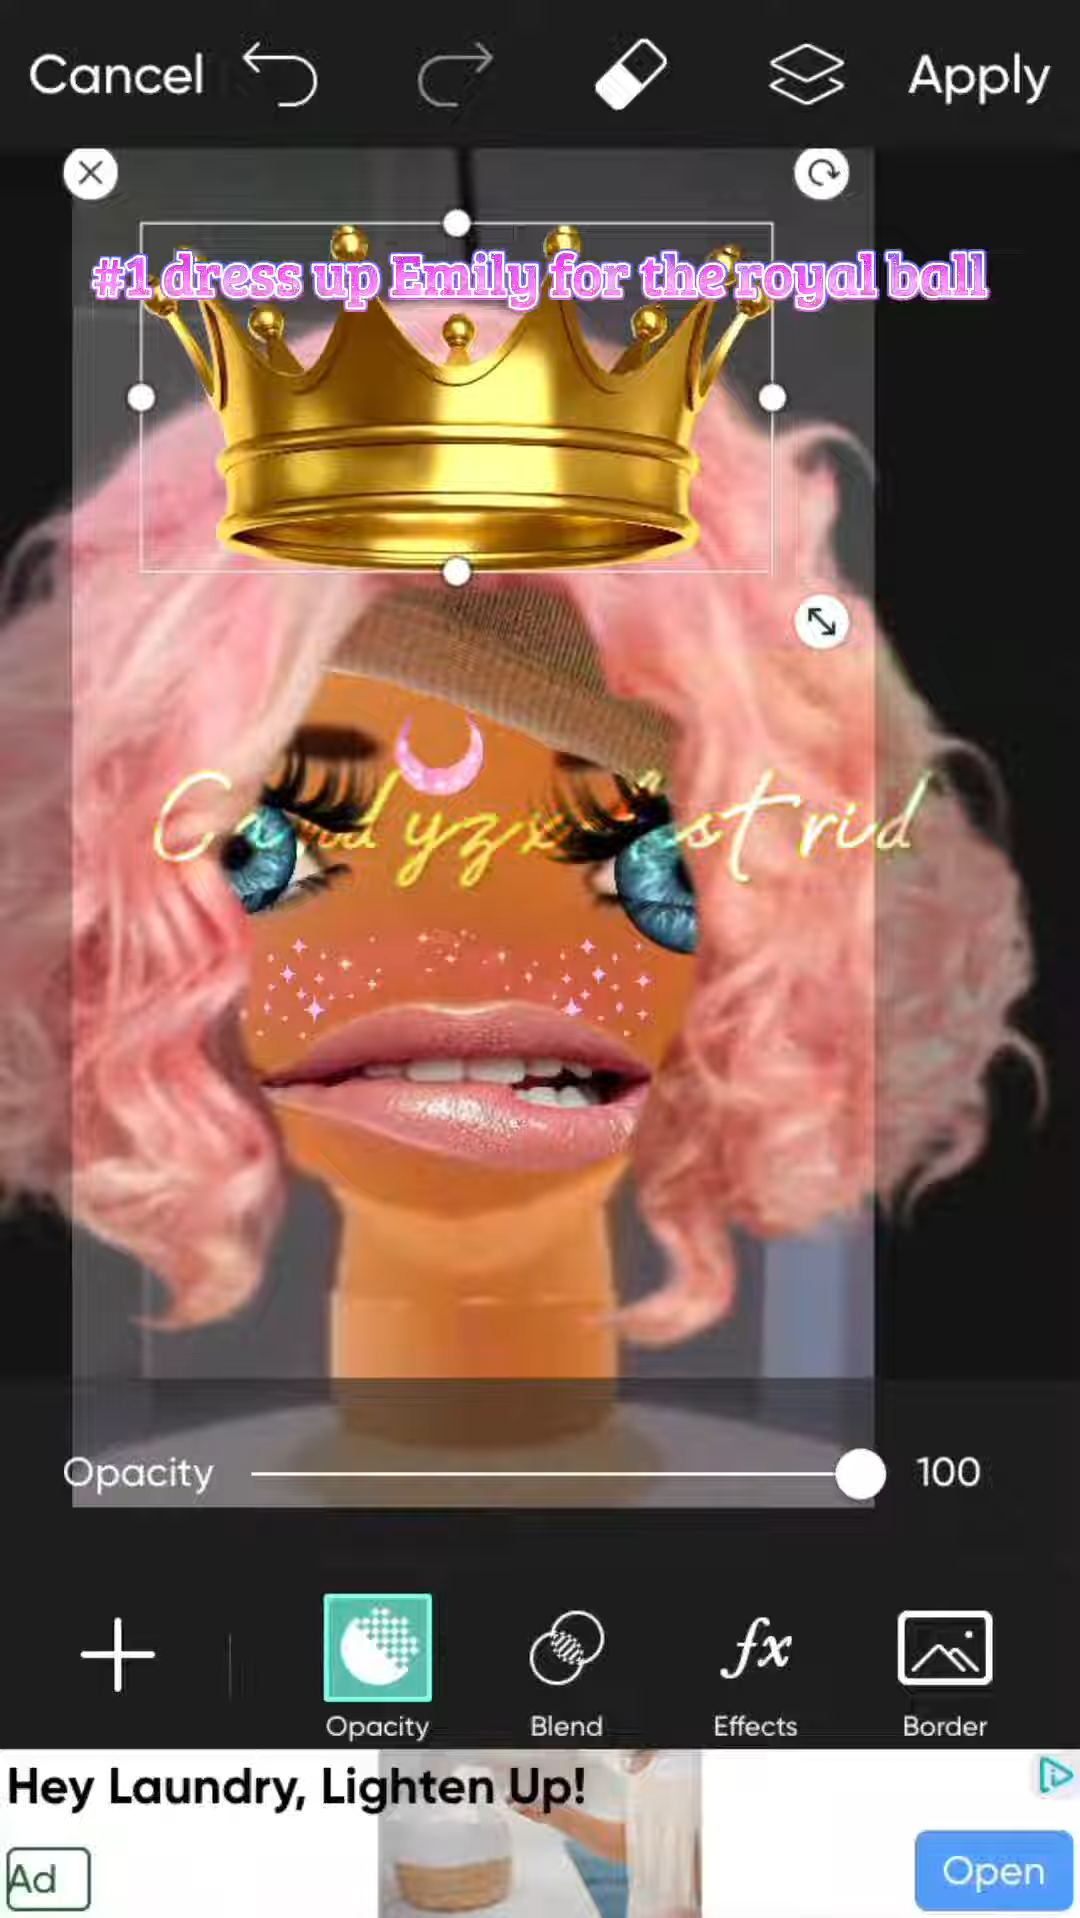 Cancel
Apply
#1 dress up Emily for the royal ball
Opacity
100
Opacity
Blend
fx
Effects
Border
Hey Laundry, Lighten Up!
Ad
Open